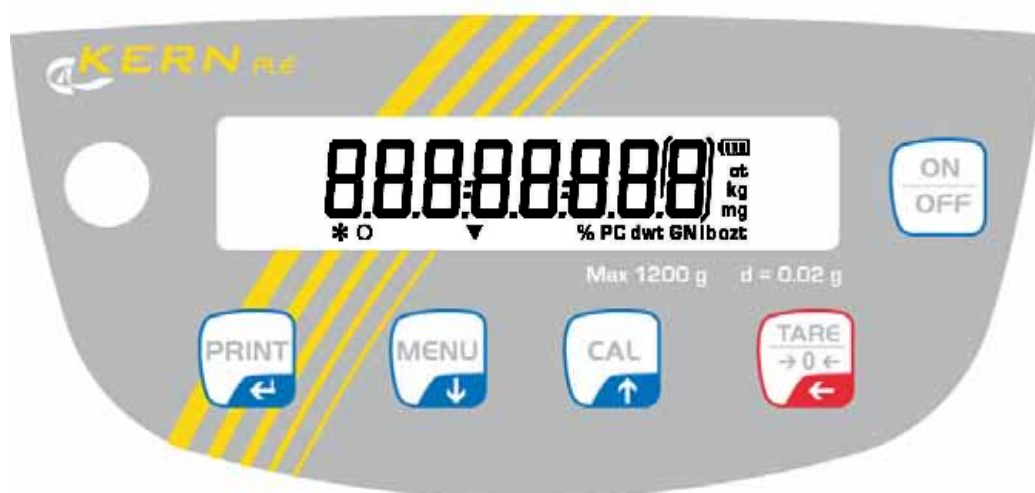 KERN ALE
ON
OFF
8.8.8:8.8:8.8.(8)
ct
kg
mg
* O ▼ % PC dwt GN lb ozt
Max 1200 g d = 0.02 g
PRINT
MENU
CAL
TARE
→ 0 ←